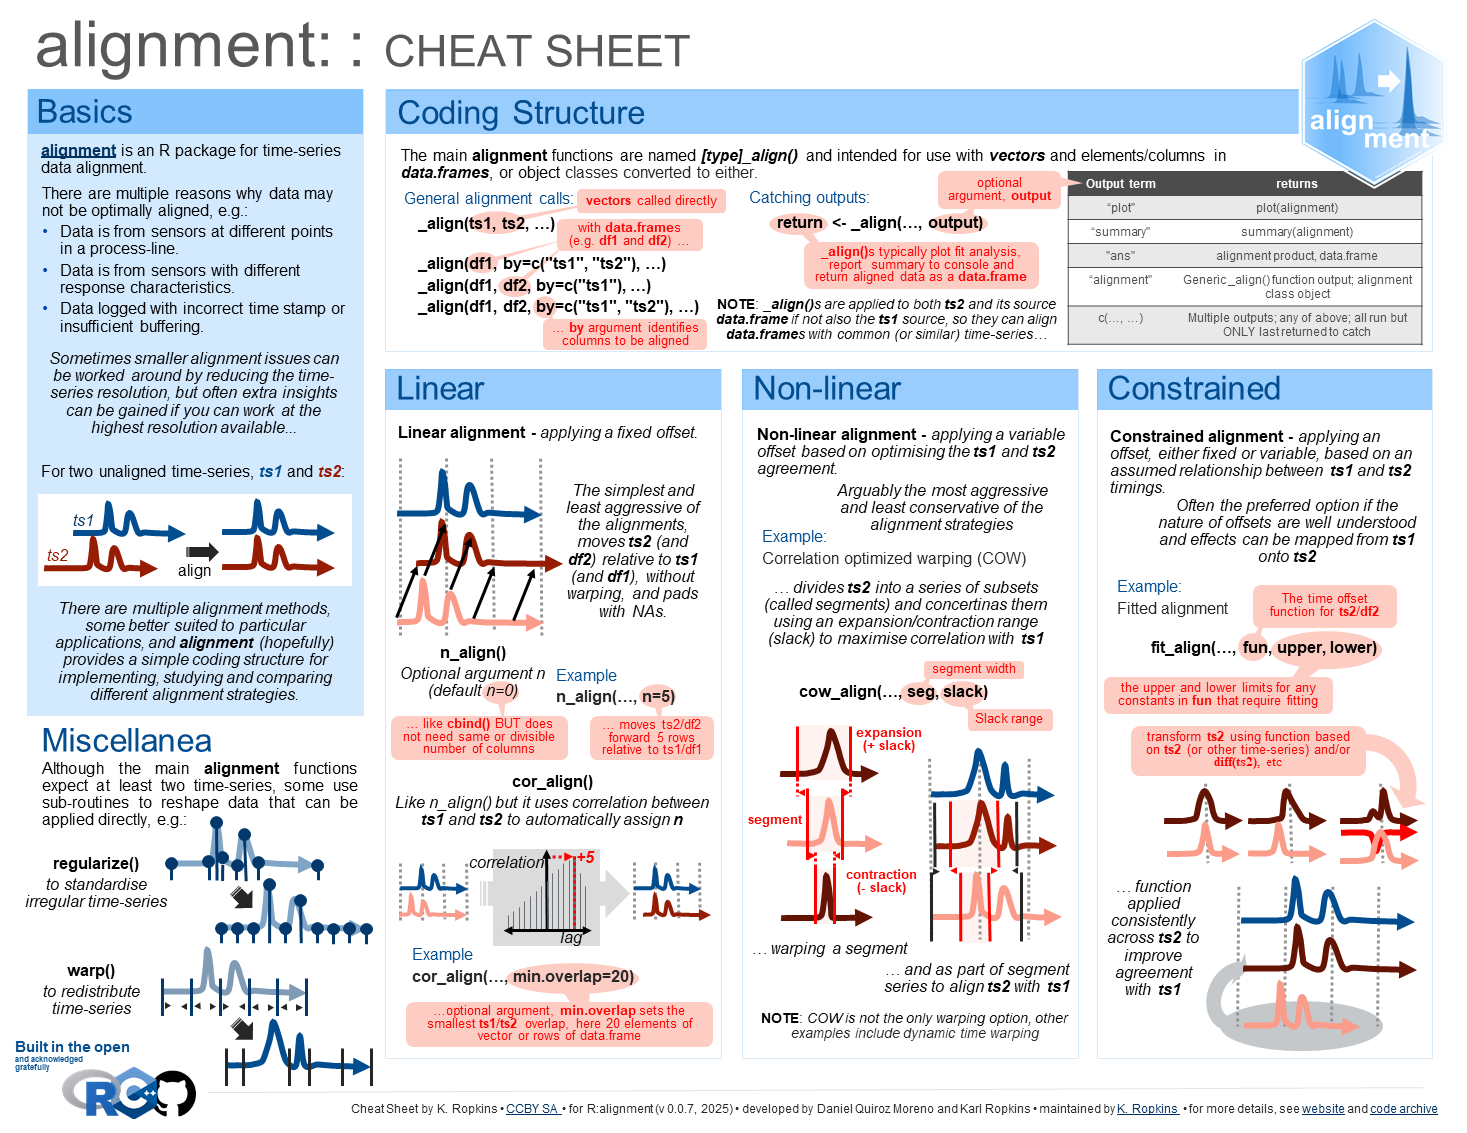 alignment: : CHEAT SHEET
Basics
alignment is an R package for time-series
data alignment.
There are multiple reasons why data may
not be optimally aligned, e.g.:
• Data is from sensors at different points
in a process-line.
• Data is from sensors with different
response characteristics.
• Data logged with incorrect time stamp or
insufficient buffering.
Sometimes smaller alignment issues can
be worked around by reducing the time-
series resolution, but often extra insights
can be gained if you can work at the
highest resolution available...
For two unaligned time-series, ts1 and ts2:
ts1
ts2
align
There are multiple alignment methods,
some better suited to particular
applications, and alignment (hopefully)
provides a simple coding structure for
implementing, studying and comparing
different alignment strategies.
Miscellanea
Although the main alignment functions
expect at least two time-series, some use
sub-routines to reshape data that can be
applied directly, e.g.:
regularize()
to standardise
irregular time-series
warp()
to redistribute
time-series
Built in the open
and acknowledged
gratefully
R
C++
Coding Structure
align
ment
The main alignment functions are named [type]_align() and intended for use with vectors and elements/columns in
data.frames, or object classes converted to either.
General alignment calls:
vectors called directly
_align(ts1, ts2, …)
with data.frames
(e.g. df1 and df2) …
_align(df1, by=c("ts1", "ts2"), …)
_align(df1, df2, by=c("ts1"), …)
_align(df1, df2, by=c("ts1", "ts2"), …)
… by argument identifies
columns to be aligned
Catching outputs:
optional
argument, output
return <- _align(…, output)
_align()s typically plot fit analysis,
report summary to console and
return aligned data as a data.frame
NOTE: _align()s are applied to both ts2 and its source
data.frame if not also the ts1 source, so they can align
data.frames with common (or similar) time-series…
Output term returns
“plot” plot(alignment)
“summary” summary(alignment)
"ans" alignment product, data.frame
“alignment” Generic_align() function output; alignment
class object
c(…, …) Multiple outputs; any of above; all run but
ONLY last returned to catch
Linear
Linear alignment - applying a fixed offset.
The simplest and
least aggressive of
the alignments,
moves ts2 (and
df2) relative to ts1
(and df1), without
warping, and pads
with NAs.
n_align()
Optional argument n
(default n=0)
… like cbind() BUT does
not need same or divisible
number of columns
Example
n_align(…, n=5)
… moves ts2/df2
forward 5 rows
relative to ts1/df1
cor_align()
Like n_align() but it uses correlation between
ts1 and ts2 to automatically assign n
correlation
+5
lag
Example
cor_align(…, min.overlap=20)
…optional argument, min.overlap sets the
smallest ts1/ts2 overlap, here 20 elements of
vector or rows of data.frame
Non-linear
Non-linear alignment - applying a variable
offset based on optimising the ts1 and ts2
agreement.
Arguably the most aggressive
and least conservative of the
alignment strategies
Example:
Correlation optimized warping (COW)
… divides ts2 into a series of subsets
(called segments) and concertinas them
using an expansion/contraction range
(slack) to maximise correlation with ts1
segment width
cow_align(…, seg, slack)
Slack range
expansion
(+ slack)
segment
contraction
(- slack)
… warping a segment
… and as part of segment
series to align ts2 with ts1
NOTE: COW is not the only warping option, other
examples include dynamic time warping
Constrained
Constrained alignment - applying an
offset, either fixed or variable, based on an
assumed relationship between ts1 and ts2
timings.
Often the preferred option if the
nature of offsets are well understood
and effects can be mapped from ts1
onto ts2
Example:
Fitted alignment
The time offset
function for ts2/df2
fit_align(…, fun, upper, lower)
the upper and lower limits for any
constants in fun that require fitting
transform ts2 using function based
on ts2 (or other time-series) and/or
diff(ts2), etc
… function
applied
consistently
across ts2 to
improve
agreement
with ts1
Cheat Sheet by K. Ropkins • CCBY SA • for R:alignment (v 0.0.7, 2025) • developed by Daniel Quiroz Moreno and Karl Ropkins • maintained by K. Ropkins • for more details, see website and code archive